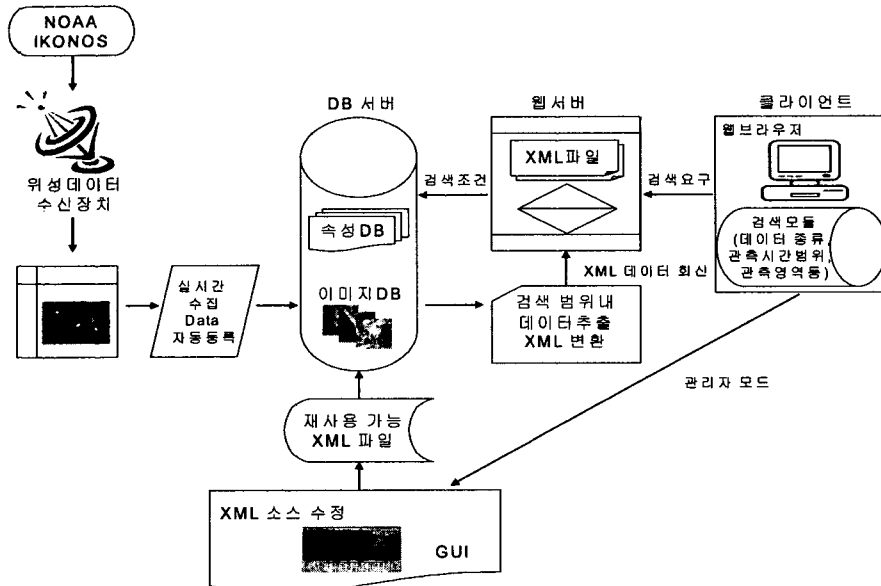 NOAA
IKONOS
위성데이터
수신장치
실시간
수집
Data
자동등록
DB 서버
속성DB
이미지DB
웹서버
XML파일
검색조건
검색요구
클라이언트
웹브라우저
검색모듈
(데이터 종류,
관측시간범위,
관측영역등)
XML 데이터 회신
검색 범위내
데이터추출
XML 변환
관리자 모드
재사용 가능
XML 파일
XML 소스 수정
GUI